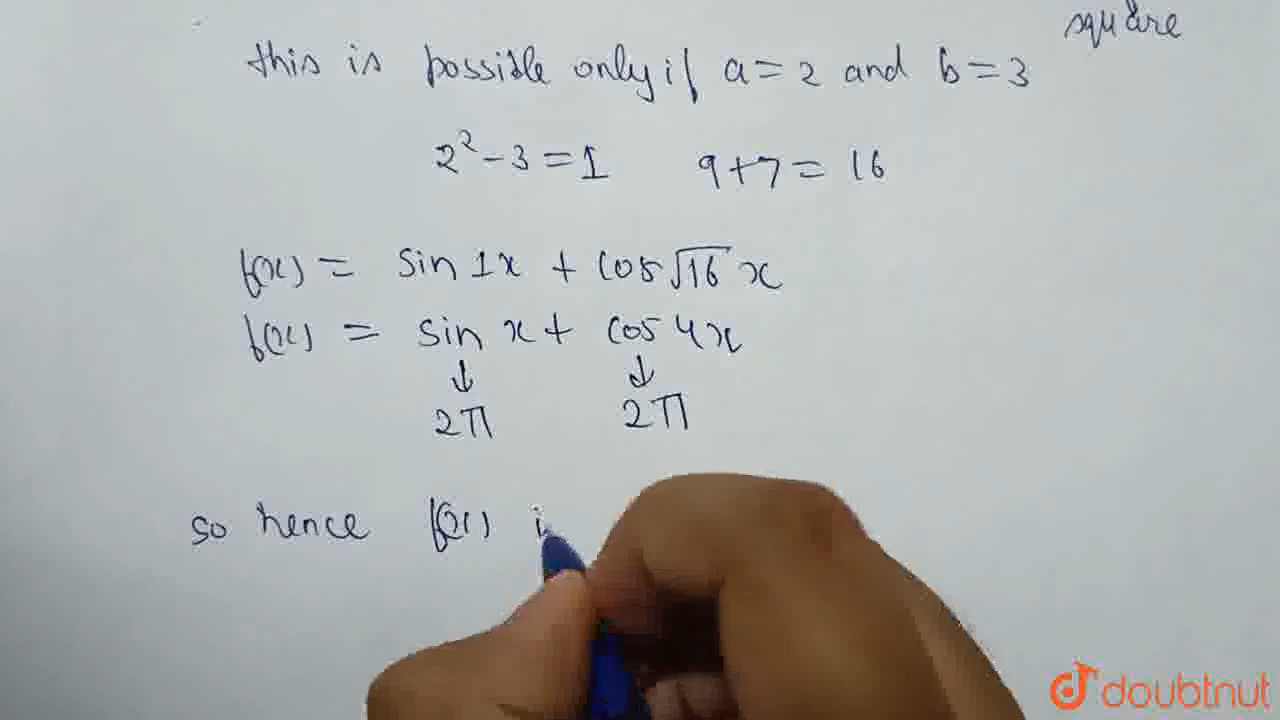 square
this is possible only if a=2 and b=3
2²-3=1 9+7=16
f(x) = sin 1x + cos√16 x
f(x) = sin x + cos 4x
↓ ↓
2π 2π
so hence f(x) i
doubtnut